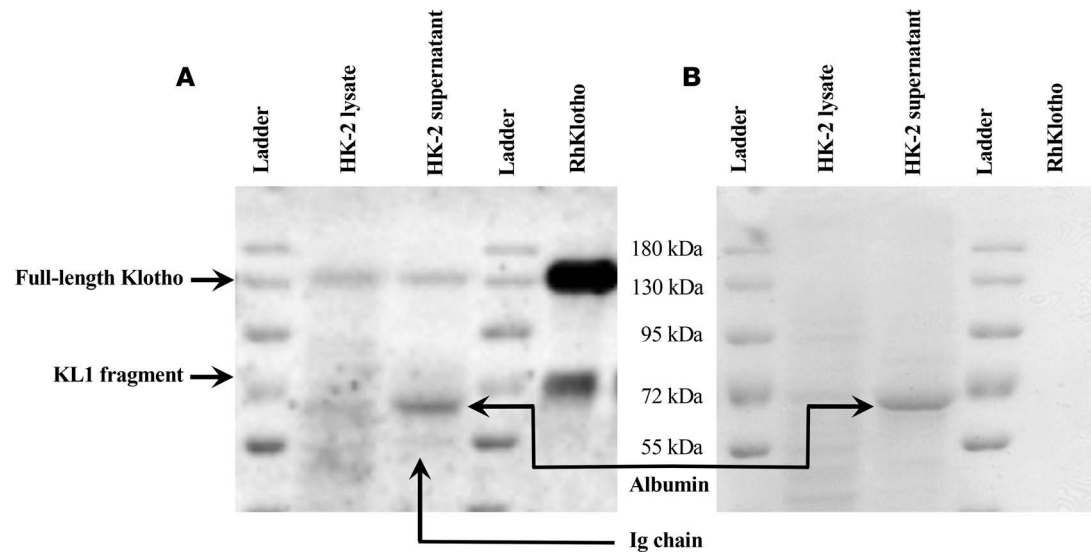 A
B
Ladder
HK-2 lysate
HK-2 supernatant
Ladder
RhKlotho
Ladder
HK-2 lysate
HK-2 supernatant
Ladder
RhKlotho
180 kDa
Full-length Klotho
130 kDa
95 kDa
KL1 fragment
72 kDa
55 kDa
Albumin
Ig chain